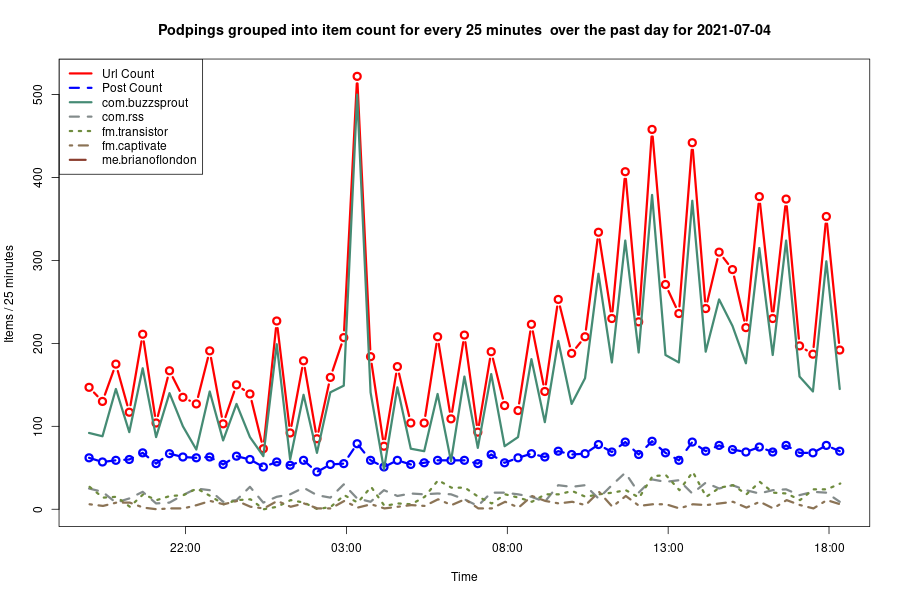 Podpings grouped into item count for every 25 minutes  over the past day for 2021-07-04
Url Count
Post Count
com.buzzsprout
com.rss
fm.transistor
fm.captivate
me.brianoflondon
Items / 25 minutes
500
400
300
200
100
0
22:00 03:00 08:00 13:00 18:00
Time